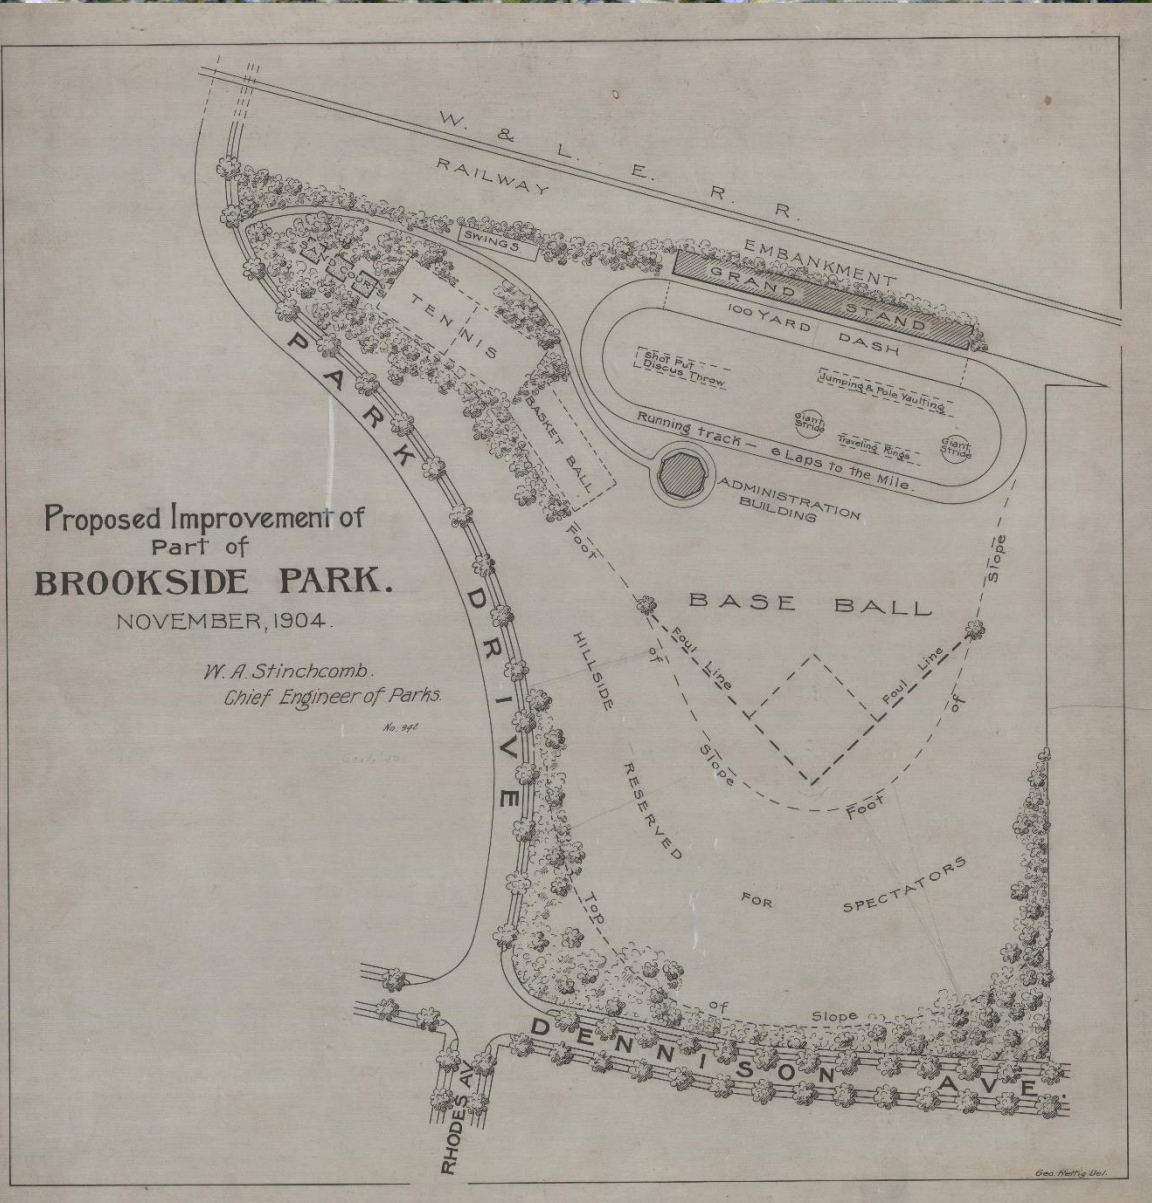 W. & L. E. R. R.
RAILWAY
EMBANKMENT
SWINGS
GRAND STAND
100 YARD DASH
SAND COURTS
TENNIS
BASKET BALL
Shot Put
Discus Throw
Jumping & Pole Vaulting
Giant
Stride
Traveling Rings
Giant
Stride
Running track — 6 Laps to the Mile.
ADMINISTRATION
BUILDING
PARK DRIVE
Proposed Improvement of
Part of
BROOKSIDE PARK.
NOVEMBER, 1904.
W. A. Stinchcomb.
Chief Engineer of Parks.
BASE BALL
Foul Line
Foul Line
Foot of Slope
Foot of Slope
HILLSIDE RESERVED FOR SPECTATORS
Top of Slope
DENNISON AVE.
RHODES AV.